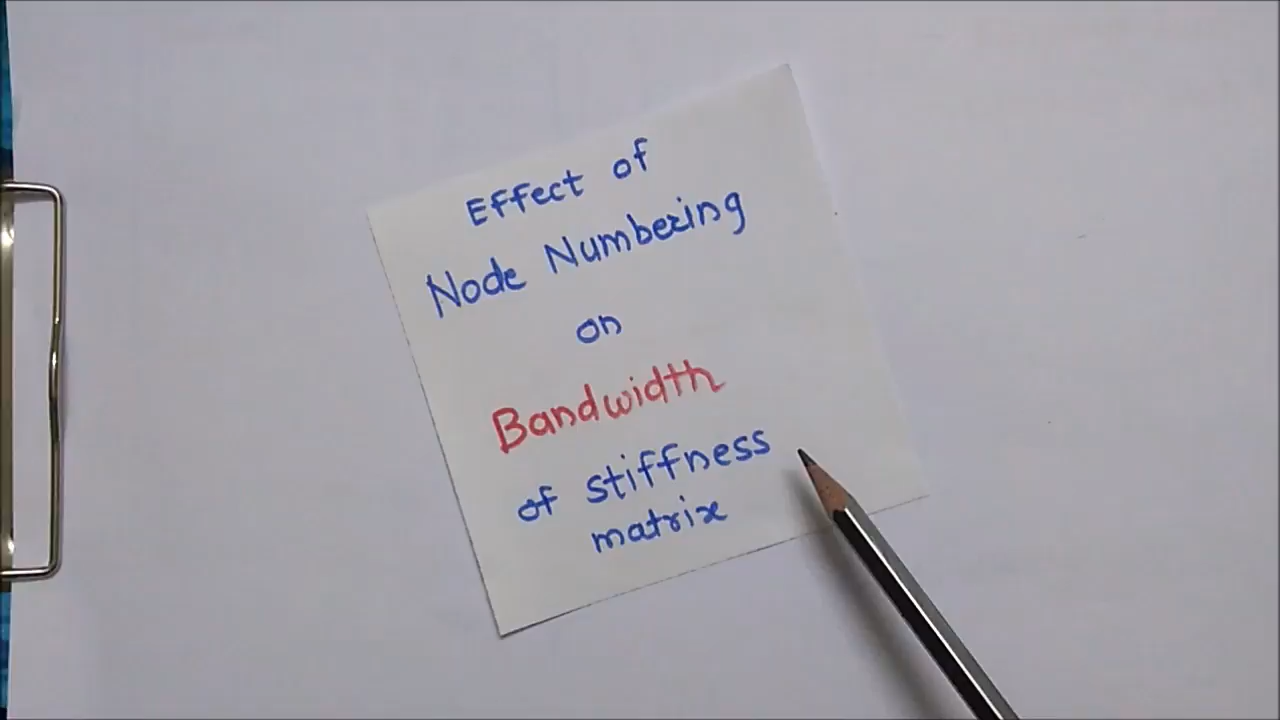 Effect of
Node Numbering
on
Bandwidth
of stiffness
matrix